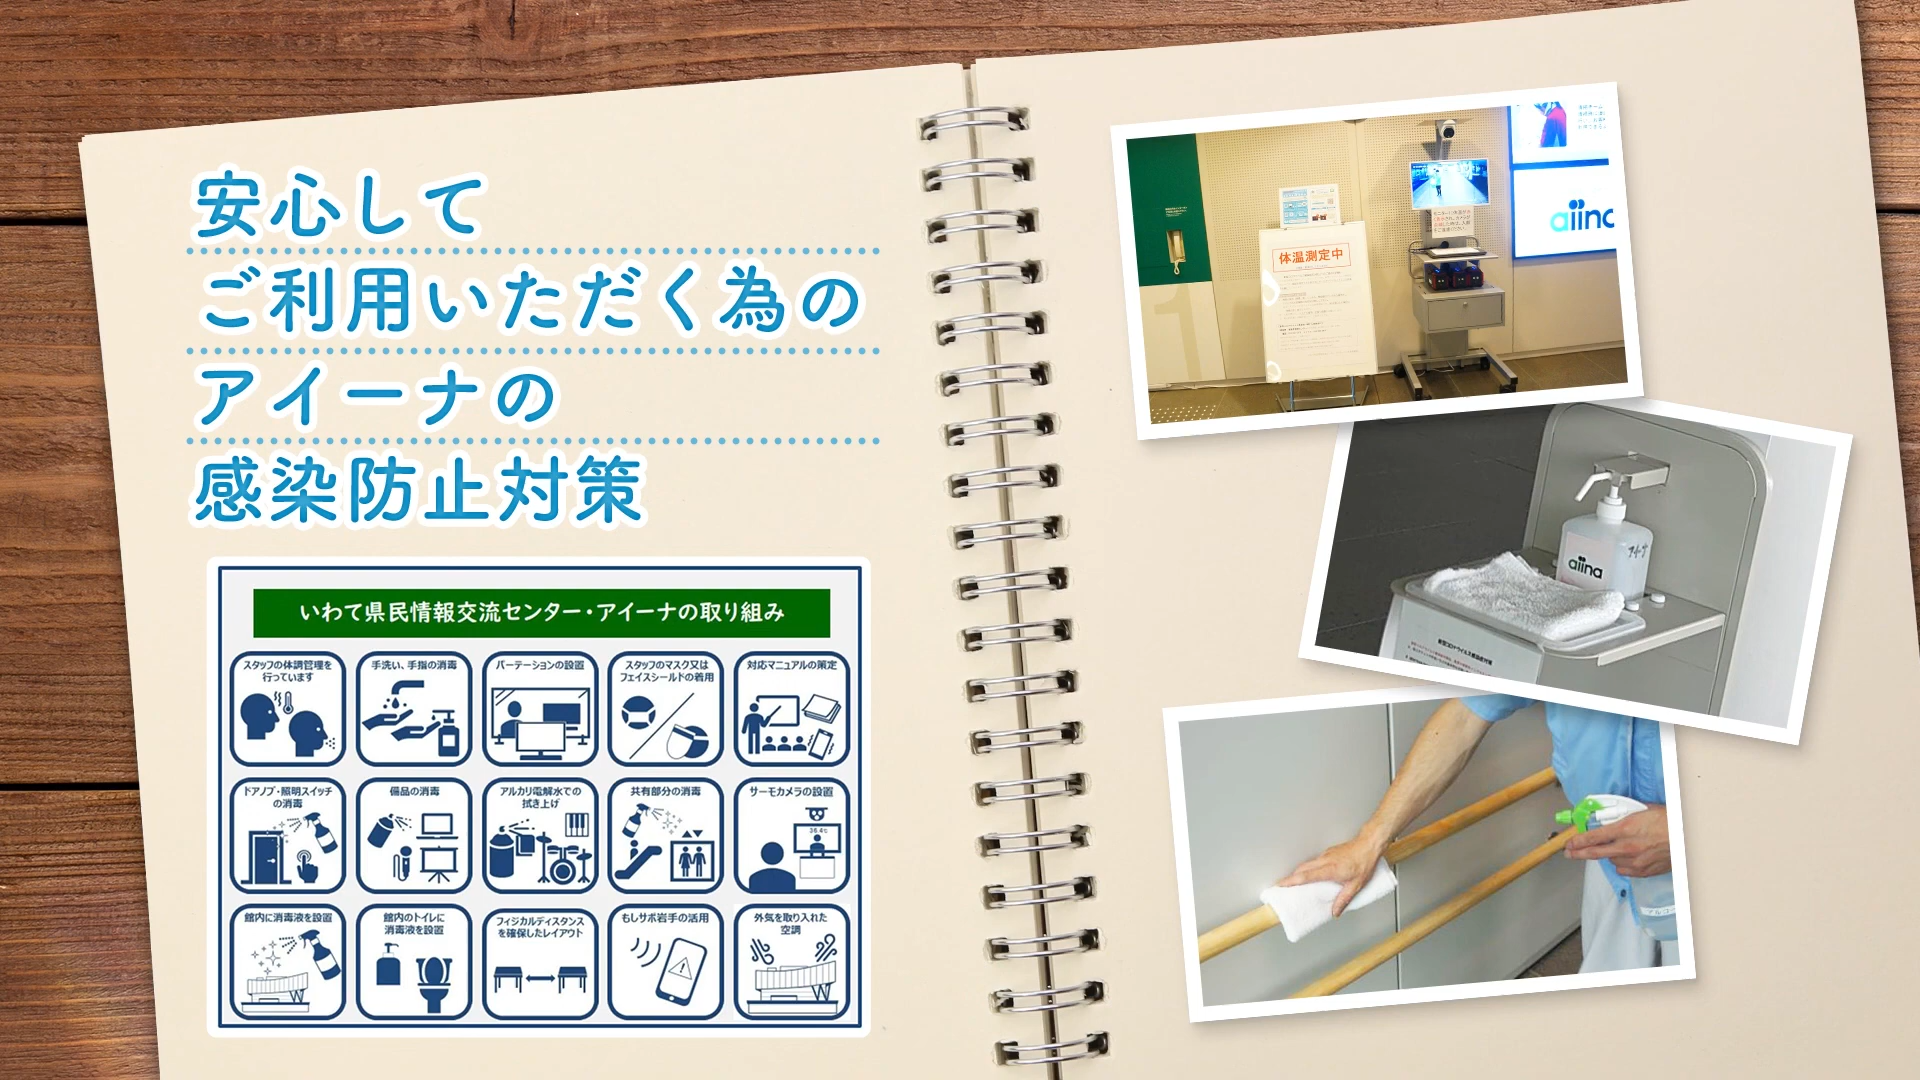 安心して
ご利用いただく為の
アイーナの
感染防止対策
いわて県民情報交流センター・アイーナの取り組み
スタッフの体調管理を
行っています
手洗い、手指の消毒
パーテーションの設置
スタッフのマスク又は
フェイスシールドの着用
対応マニュアルの策定
ドアノブ・照明スイッチ
の消毒
備品の消毒
アルカリ電解水での
拭き上げ
共有部分の消毒
サーモカメラの設置
36.4℃
館内に消毒液を設置
館内のトイレに
消毒液を設置
フィジカルディスタンス
を確保したレイアウト
もしサポ岩手の活用
外気を取り入れた
空調
体温測定中
aiina
アイーナ
aiina